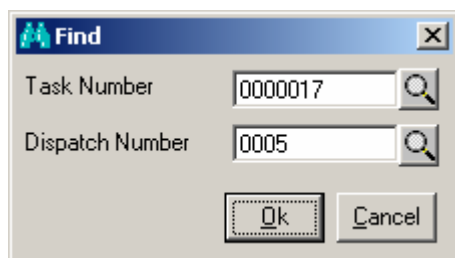 Find
Task Number 0000017
Dispatch Number 0005
Ok Cancel